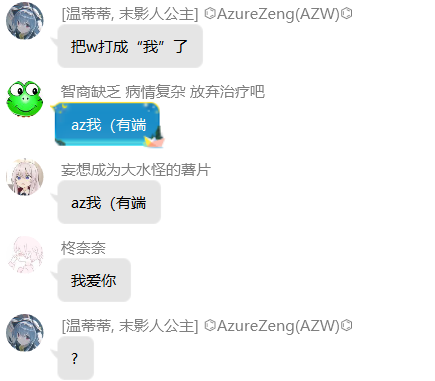 [温蒂蒂, 末影人公主] ⌬AzureZeng(AZW)⌬
把w打成“我”了
智商缺乏 病情复杂 放弃治疗吧
az我（有端
妄想成为大水怪的薯片
az我（有端
柊奈奈
我爱你
[温蒂蒂, 末影人公主] ⌬AzureZeng(AZW)⌬
?